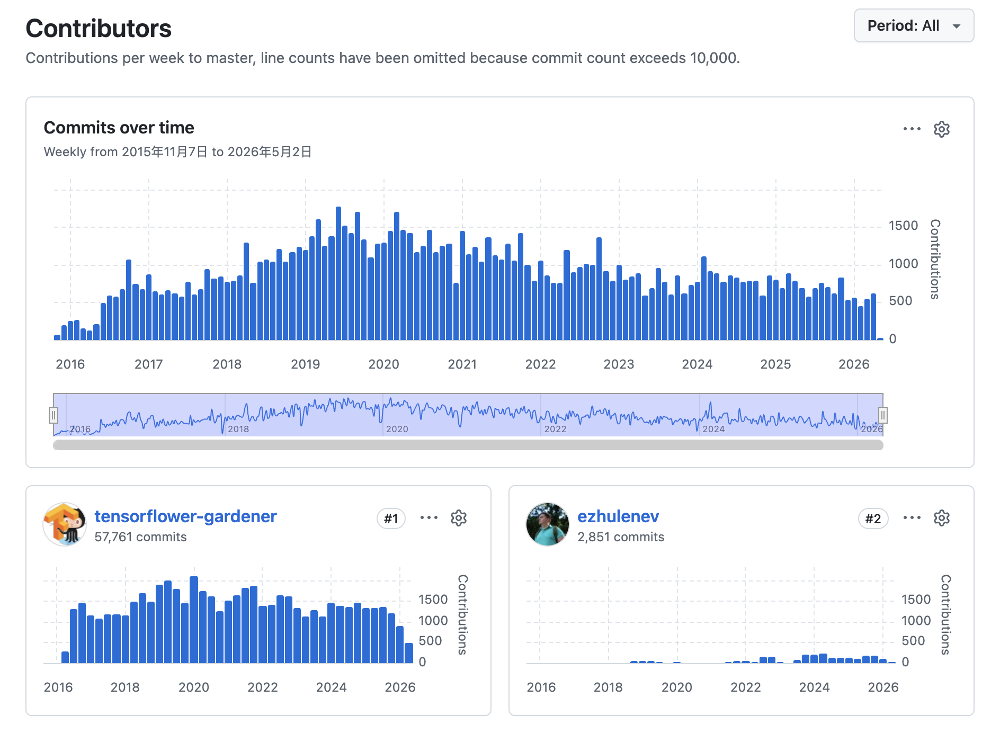 Contributors
Period: All
Contributions per week to master, line counts have been omitted because commit count exceeds 10,000.
Commits over time
Weekly from 2015年11月7日 to 2026年5月2日
1500
1000
500
0
Contributions
2016 2017 2018 2019 2020 2021 2022 2023 2024 2025 2026
2016 2018 2020 2022 2024 2026
tensorflower-gardener
#1
57,761 commits
1500
1000
500
0
Contributions
2016 2018 2020 2022 2024 2026
ezhulenev
#2
2,851 commits
1500
1000
500
0
Contributions
2016 2018 2020 2022 2024 2026